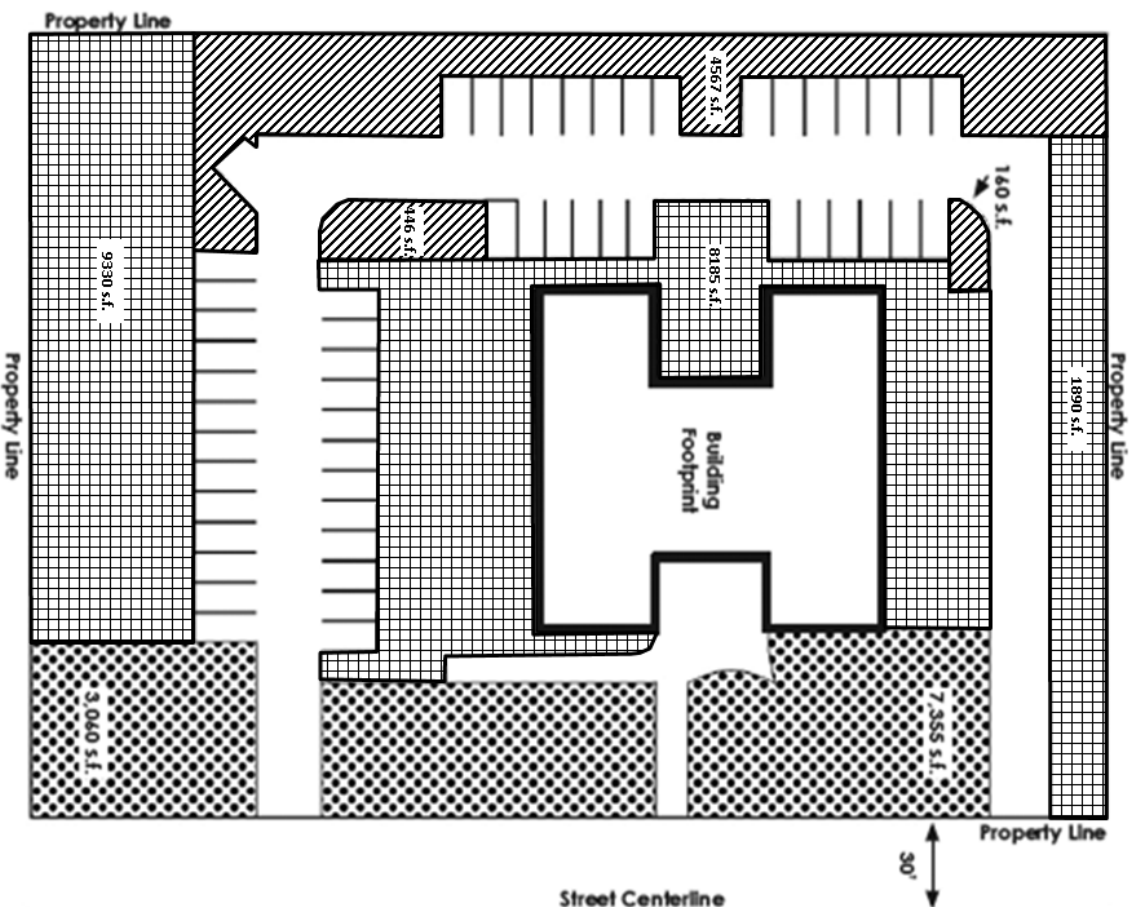 Property Line
4567 s.f.
160 s.f.
446 s.f.
8185 s.f.
9330 s.f.
Property Line
Property Line
1890 s.f.
Building
Footprint
3,060 s.f.
7,355 s.f.
Property Line
30'
Street Centerline